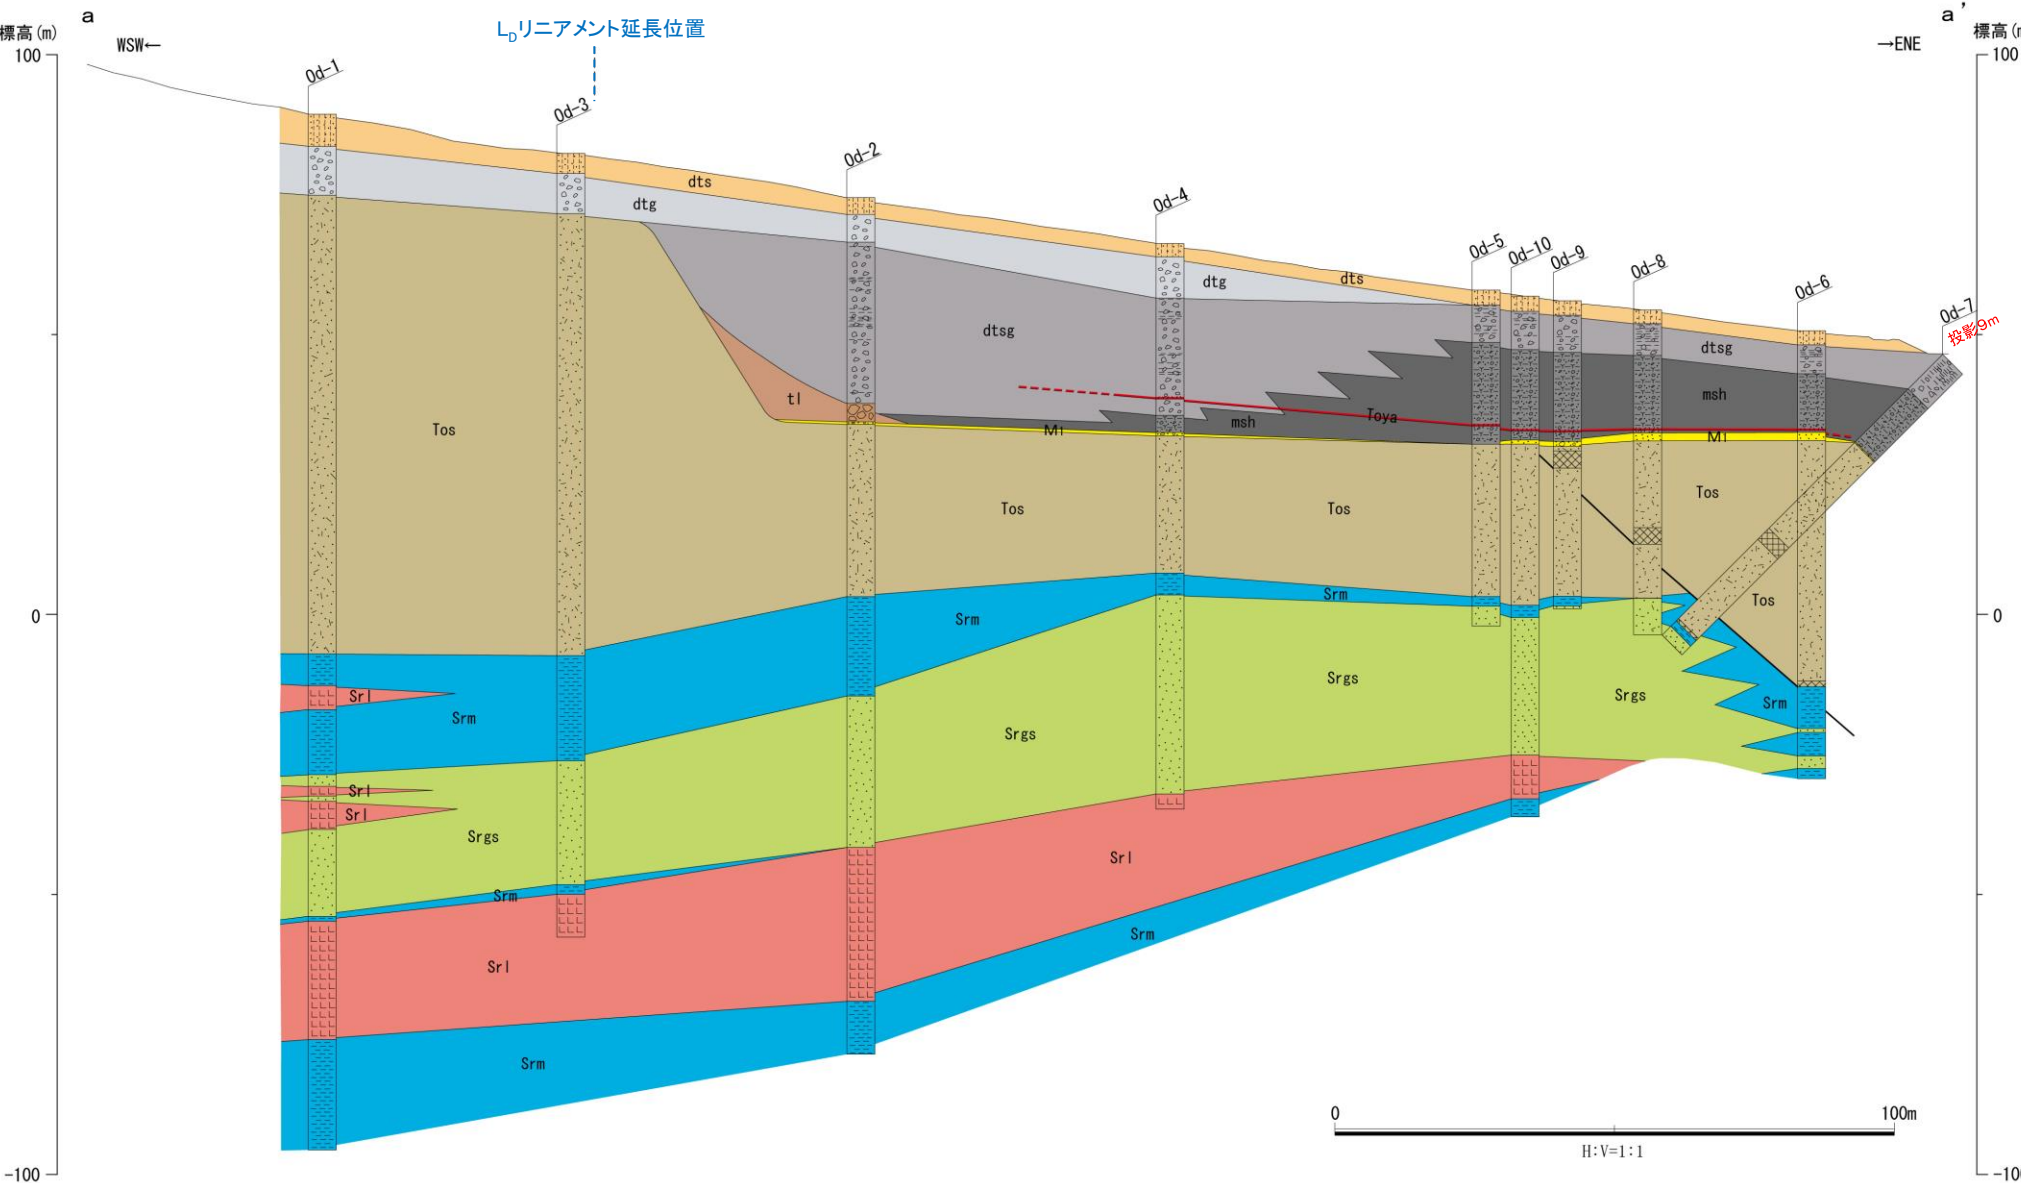 a
a’
標高(m)
標高(m
WSW←
→ENE
LDリニアメント延長位置
100
100
Od-1
Od-3
Od-2
Od-4
Od-5
Od-10
Od-9
Od-8
Od-6
Od-7
投影9m
dts
dtg
dtg
dts
dtsg
dtsg
msh
tl
Toya
msh
Tos
M1
M1
Tos
Tos
Tos
Tos
0
0
Srm
Srm
Srl
Srm
Srgs
Srgs
Srm
Srgs
Srl
Srl
Srgs
Srl
Srm
Srm
Srl
Srm
0
100m
H:V=1:1
-100
-10